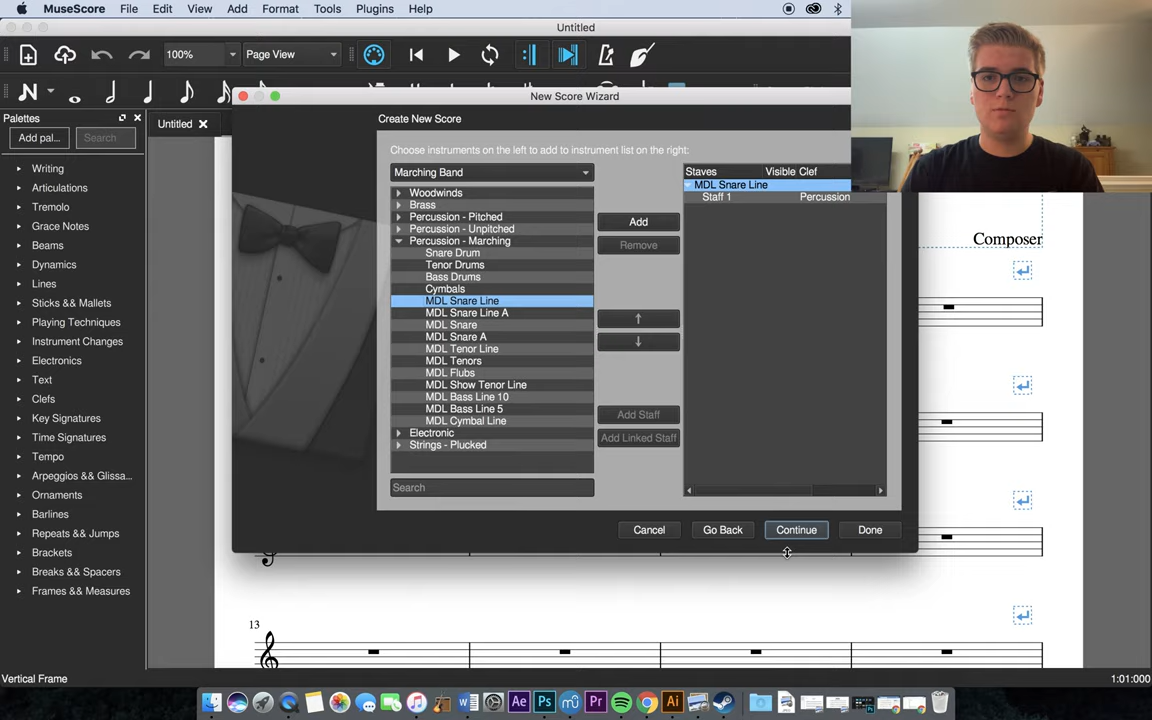 MuseScore File Edit View Add Format Tools Plugins Help
Untitled
100% Page View
Palettes
Add pal... Search
Writing
Articulations
Tremolo
Grace Notes
Beams
Dynamics
Lines
Sticks && Mallets
Playing Techniques
Instrument Changes
Electronics
Text
Clefs
Key Signatures
Time Signatures
Tempo
Arpeggios && Glissa...
Ornaments
Barlines
Repeats && Jumps
Brackets
Breaks && Spacers
Frames && Measures
Untitled
New Score Wizard
Create New Score
Choose instruments on the left to add to instrument list on the right:
Marching Band
Woodwinds
Brass
Percussion - Pitched
Percussion - Unpitched
Percussion - Marching
Snare Drum
Tenor Drums
Bass Drums
Cymbals
MDL Snare Line
MDL Snare Line A
MDL Snare
MDL Snare A
MDL Tenor Line
MDL Tenors
MDL Flubs
MDL Show Tenor Line
MDL Bass Line 10
MDL Bass Line 5
MDL Cymbal Line
Electronic
Strings - Plucked
Search
Add
Remove
↑
↓
Add Staff
Add Linked Staff
Staves Visible Clef
MDL Snare Line
Staff 1 Percussion
Cancel Go Back Continue Done
Composer
13
Vertical Frame 1:01:000
Ae Ps Pr Ai